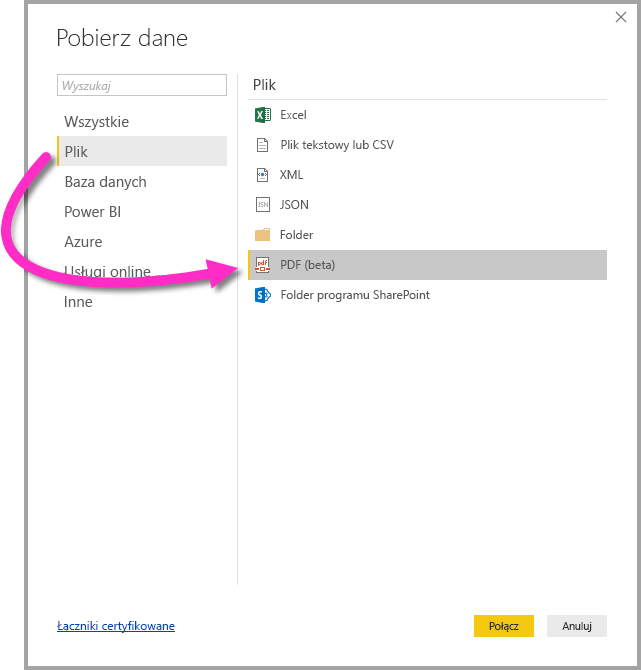 Pobierz dane
Wyszukaj
Wszystkie
Plik
Baza danych
Power BI
Azure
Usługi online
Inne
Plik
Excel
Plik tekstowy lub CSV
XML
JSON
Folder
PDF (beta)
Folder programu SharePoint
Łączniki certyfikowane
Połącz
Anuluj